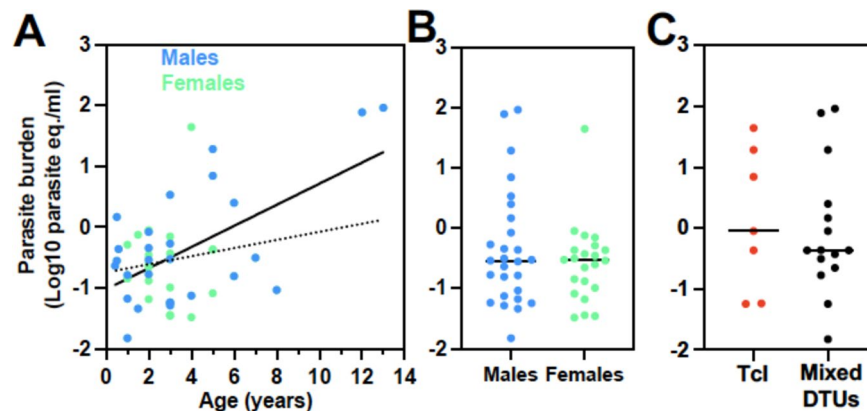 A
B
C
Parasite burden
(Log10 parasite eq./ml)
3
2
1
0
-1
-2
Males
Females
0 2 4 6 8 10 12 14
Age (years)
3
2
1
0
-1
-2
Males Females
3
2
1
0
-1
-2
TcI Mixed
DTUs